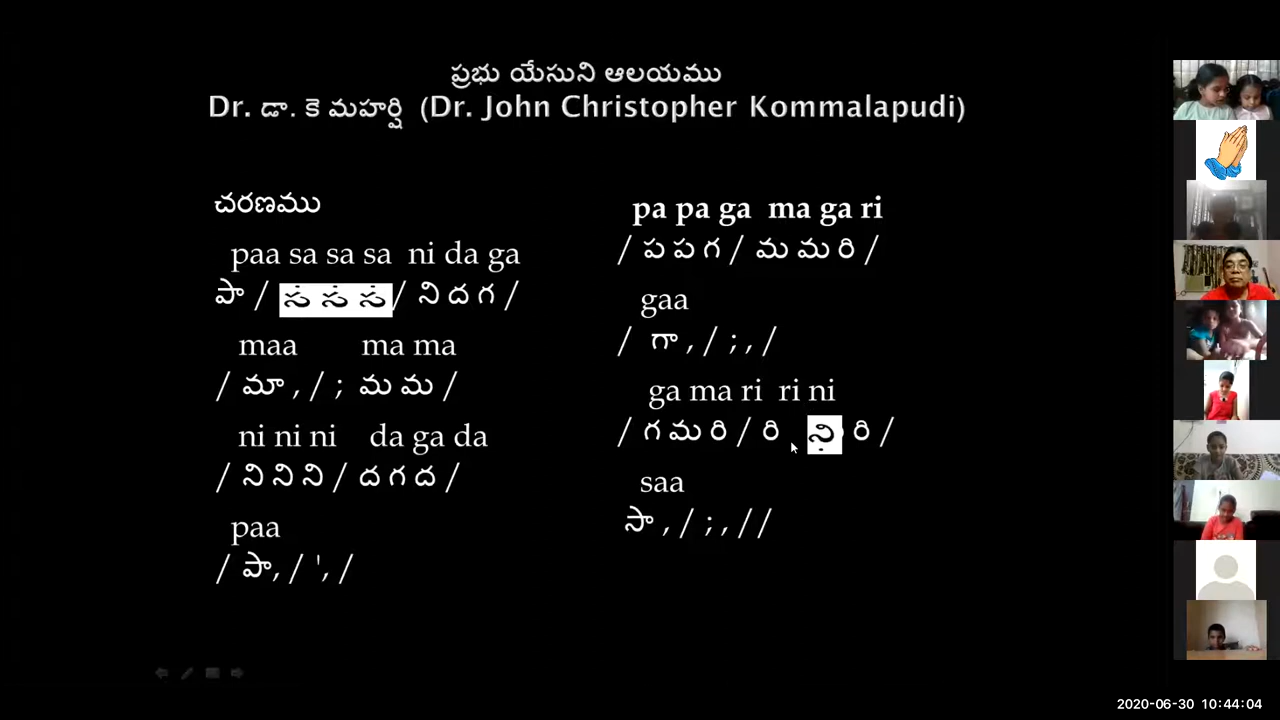 ప్రభు యేసుని ఆలయము
Dr. డా. కె మహర్షి (Dr. John Christopher Kommalapudi)
చరణము
paa sa sa sa ni da ga
పా / స̇ స̇ స̇ / ని ద గ /
maa ma ma
/ మా , / ; మ మ /
ni ni ni da ga da
/ ని ని ని / ద గ ద /
paa
/ పా, / ', /
pa pa ga ma ga ri
/ ప ప గ / మ మ రి /
gaa
/ గా , / ; , /
ga ma ri ri ni
/ గ మ రి / రి ని̣ రి /
saa
సా , / ; , / /
2020-06-30 10:44:04